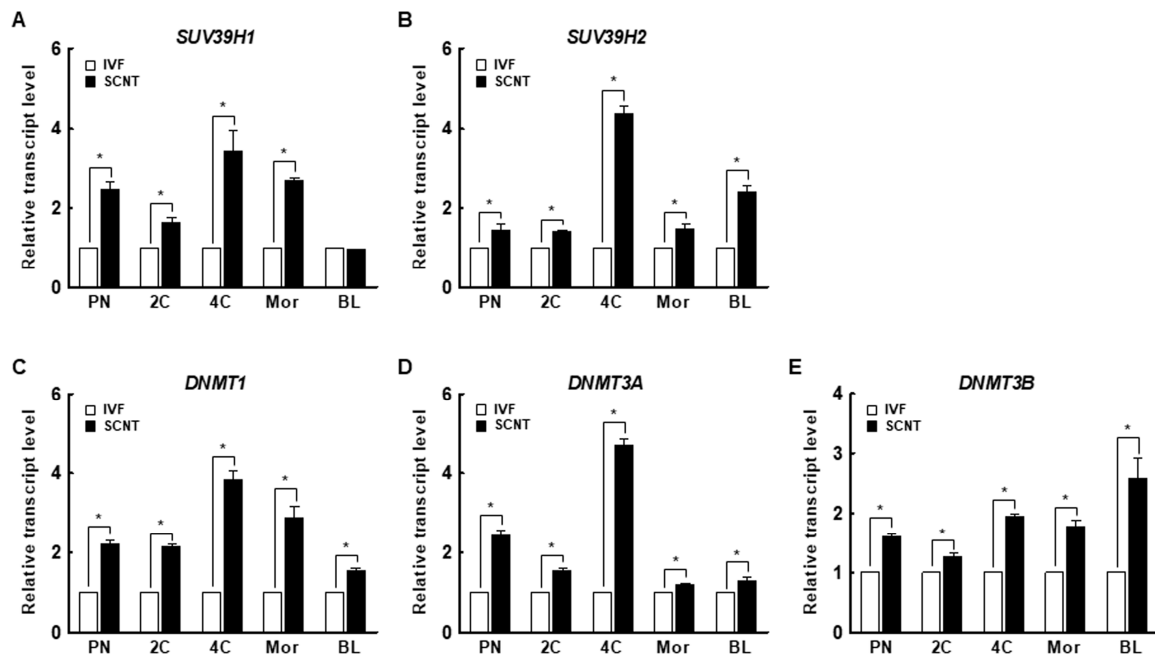 A
SUV39H1
Relative transcript level
6
4
2
0
IVF
SCNT
*
*
*
*
PN 2C 4C Mor BL
B
SUV39H2
Relative transcript level
6
4
2
0
IVF
SCNT
*
*
*
*
*
PN 2C 4C Mor BL
C
DNMT1
Relative transcript level
6
4
2
0
IVF
SCNT
*
*
*
*
*
PN 2C 4C Mor BL
D
DNMT3A
Relative transcript level
6
4
2
0
IVF
SCNT
*
*
*
*
*
PN 2C 4C Mor BL
E
DNMT3B
Relative transcript level
4
3
2
1
0
IVF
SCNT
*
*
*
*
*
PN 2C 4C Mor BL